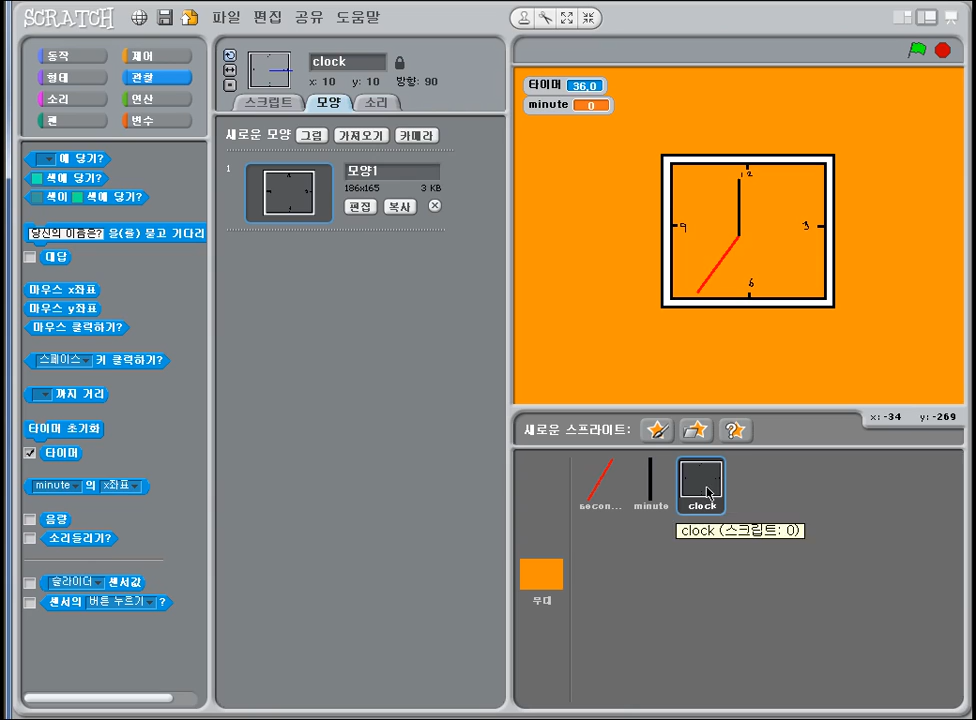 SCRATCH 파일 편집 공유 도움말
동작 제어
형태 관찰
소리 연산
펜 변수
에 닿기?
색에 닿기?
색이 색에 닿기?
당신의 이름은? 을(를) 묻고 기다리
대답
마우스 x좌표
마우스 y좌표
마우스 클릭하기?
스페이스 키 클릭하기?
까지 거리
타이머 초기화
타이머
minute 의 x좌표
음량
소리들리기?
슬라이더 센서값
센서의 버튼 누르기 ?
clock
x: 10 y: 10 방향: 90
스크립트 모양 소리
새로운 모양 그림 가져오기 카메라
1
모양1
186x165 3 KB
편집 복사
타이머 36.0
minute 0
12
9 3
6
x: -34 y: -269
새로운 스프라이트:
secon... minute clock
clock (스크립트: 0)
무대